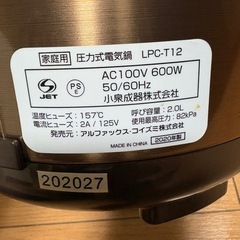 家庭用 圧力式電気鍋 LPC-T12
S JET
PS E
AC100V 600W
50/60Hz
小泉成器株式会社
温度ヒューズ：157℃ 最大呼び容量：2.0L
電流ヒューズ：2A / 125V 使用最高圧力：82kPa
発売元：アルファックス・コイズミ株式会社
MADE IN CHINA 2020年製
202027